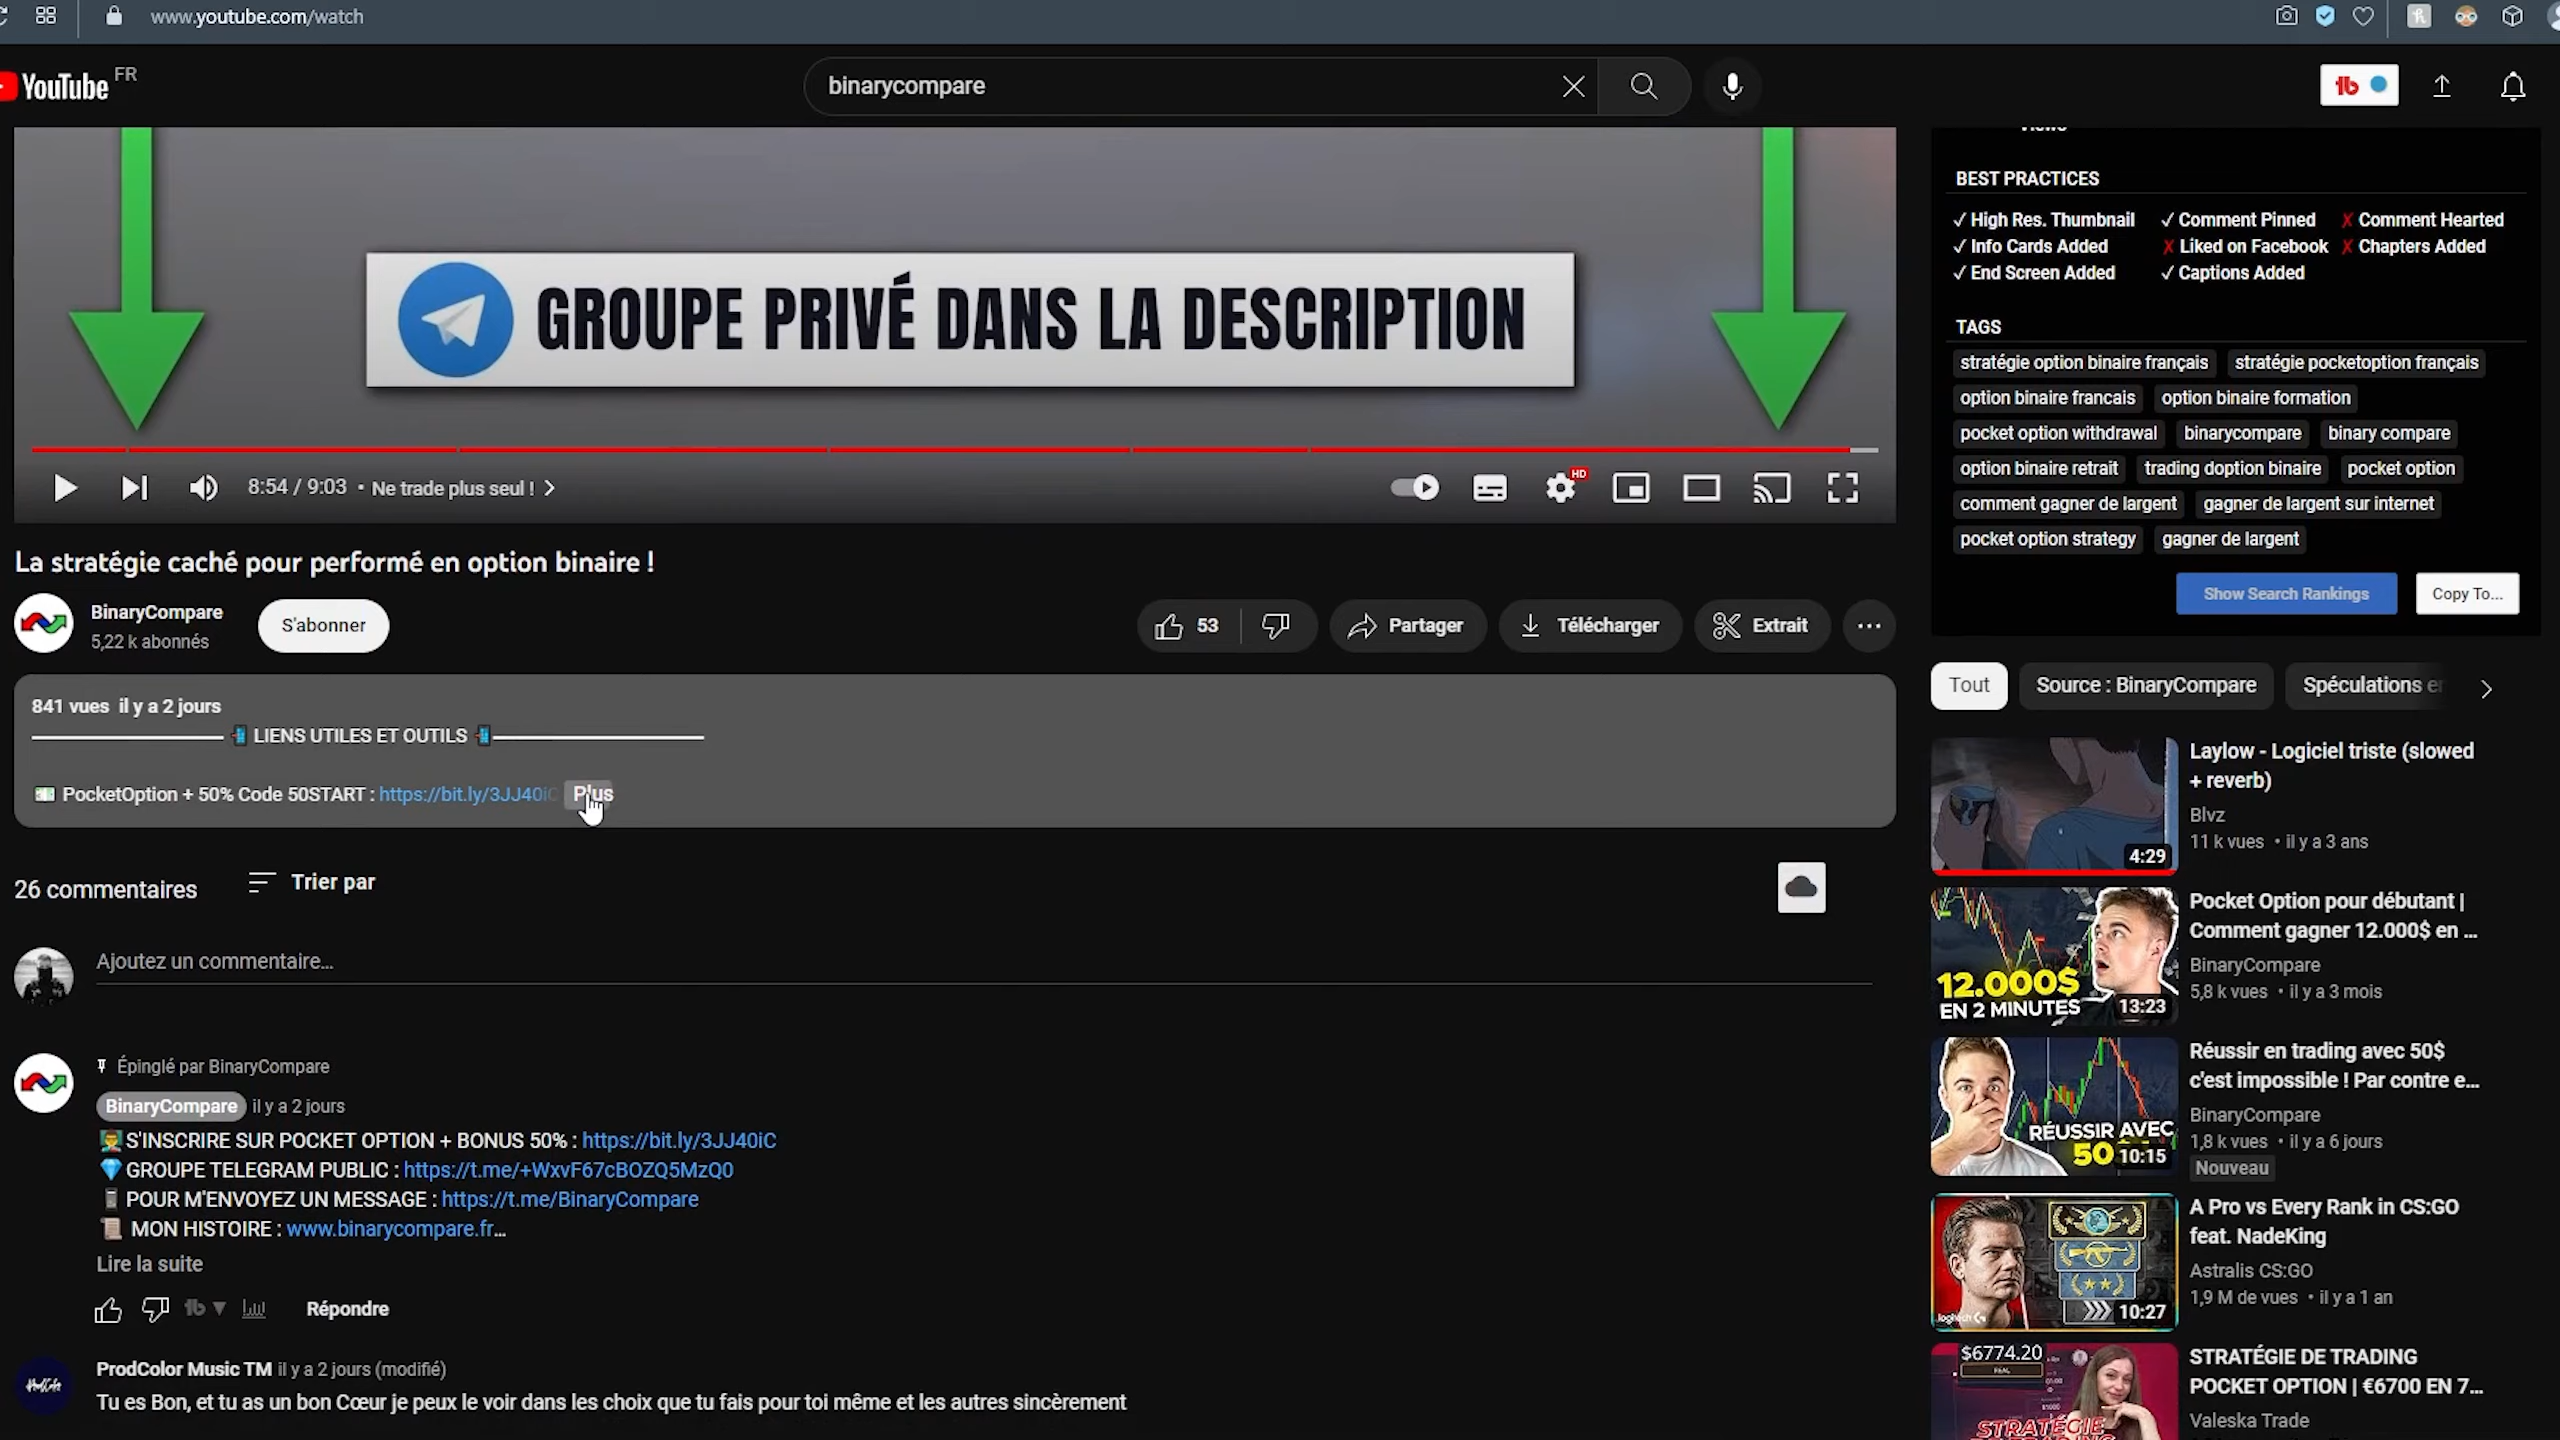 www.youtube.com/watch
YouTube FR
binarycompare
GROUPE PRIVÉ DANS LA DESCRIPTION
HD
8:54 / 9:03 • Ne trade plus seul ! >
La stratégie caché pour performé en option binaire !
BinaryCompare
5,22 k abonnés
S'abonner
53
Partager
Télécharger
Extrait
841 vues il y a 2 jours
LIENS UTILES ET OUTILS
PocketOption + 50% Code 50START : https://bit.ly/3JJ40iC
Plus
26 commentaires
Trier par
Ajoutez un commentaire...
Épinglé par BinaryCompare
BinaryCompare il y a 2 jours
S'INSCRIRE SUR POCKET OPTION + BONUS 50% : https://bit.ly/3JJ40iC
GROUPE TELEGRAM PUBLIC : https://t.me/+WxvF67cBOZQ5MzQ0
POUR M'ENVOYEZ UN MESSAGE : https://t.me/BinaryCompare
MON HISTOIRE : www.binarycompare.fr...
Lire la suite
Répondre
ProdColor Music TM il y a 2 jours (modifié)
Tu es Bon, et tu as un bon Cœur je peux le voir dans les choix que tu fais pour toi même et les autres sincèrement
Views
BEST PRACTICES
✓ High Res. Thumbnail ✓ Comment Pinned ✗ Comment Hearted
✓ Info Cards Added ✗ Liked on Facebook ✗ Chapters Added
✓ End Screen Added ✓ Captions Added
TAGS
stratégie option binaire français stratégie pocketoption français
option binaire francais option binaire formation
pocket option withdrawal binarycompare binary compare
option binaire retrait trading doption binaire pocket option
comment gagner de largent gagner de largent sur internet
pocket option strategy gagner de largent
Show Search Rankings
Copy To...
Tout
Source : BinaryCompare
Spéculations e
4:29
Laylow - Logiciel triste (slowed
+ reverb)
Blvz
11 k vues • il y a 3 ans
12.000$
EN 2 MINUTES
13:23
Pocket Option pour débutant |
Comment gagner 12.000$ en ...
BinaryCompare
5,8 k vues • il y a 3 mois
RÉUSSIR AVEC
50
10:15
Réussir en trading avec 50$
c'est impossible ! Par contre e...
BinaryCompare
1,8 k vues • il y a 6 jours
Nouveau
logitech G
10:27
A Pro vs Every Rank in CS:GO
feat. NadeKing
Astralis CS:GO
1,9 M de vues • il y a 1 an
$6774.20
STRATÉGIE
STRATÉGIE DE TRADING
POCKET OPTION | €6700 EN 7...
Valeska Trade